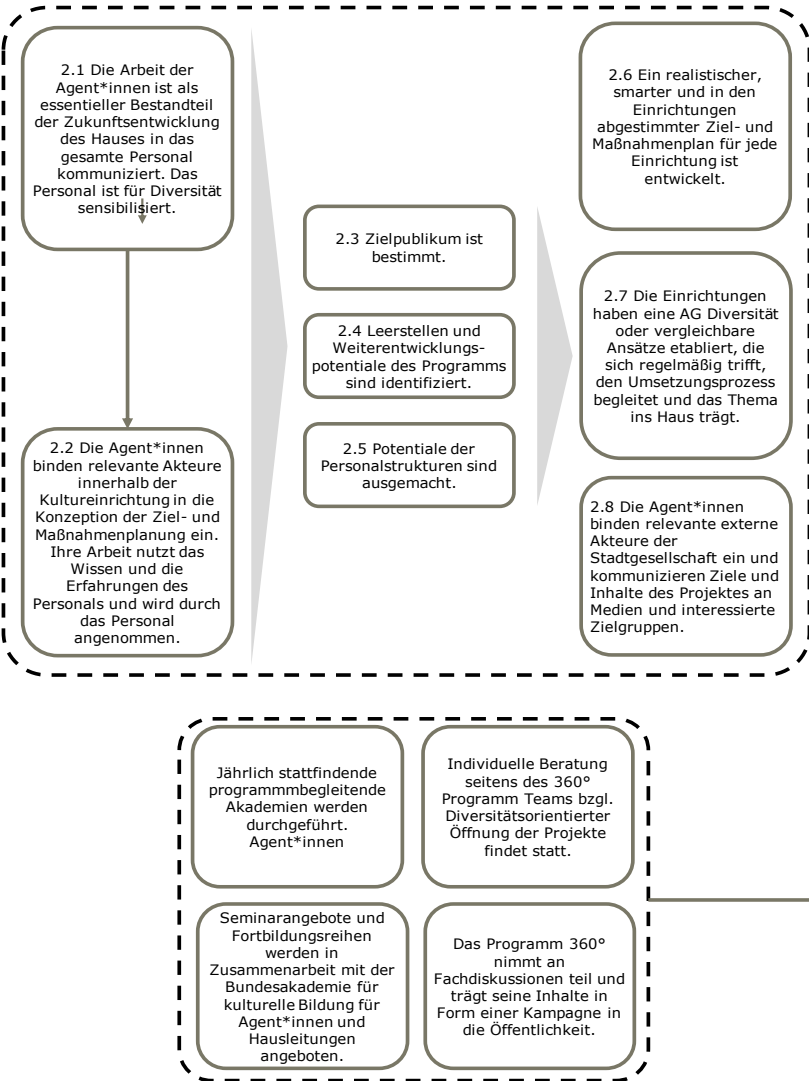 2.1 Die Arbeit der
Agent*innen ist als
essentieller Bestandteil
der Zukunftsentwicklung
des Hauses in das
gesamte Personal
kommuniziert. Das
Personal ist für Diversität
sensibilisiert.
2.2 Die Agent*innen
binden relevante Akteure
innerhalb der
Kultureinrichtung in die
Konzeption der Ziel- und
Maßnahmenplanung ein.
Ihre Arbeit nutzt das
Wissen und die
Erfahrungen des
Personals und wird durch
das Personal
angenommen.
2.3 Zielpublikum ist
bestimmt.
2.4 Leerstellen und
Weiterentwicklungs-
potentiale des Programms
sind identifiziert.
2.5 Potentiale der
Personalstrukturen sind
ausgemacht.
2.6 Ein realistischer,
smarter und in den
Einrichtungen
abgestimmter Ziel- und
Maßnahmenplan für jede
Einrichtung ist
entwickelt.
2.7 Die Einrichtungen
haben eine AG Diversität
oder vergleichbare
Ansätze etabliert, die
sich regelmäßig trifft,
den Umsetzungsprozess
begleitet und das Thema
ins Haus trägt.
2.8 Die Agent*innen
binden relevante externe
Akteure der
Stadtgesellschaft ein und
kommunizieren Ziele und
Inhalte des Projektes an
Medien und interessierte
Zielgruppen.
Jährlich stattfindende
programmmbegleitende
Akademien werden
durchgeführt.
Agent*innen
Individuelle Beratung
seitens des 360°
Programm Teams bzgl.
Diversitätsorientierter
Öffnung der Projekte
findet statt.
Seminarangebote und
Fortbildungsreihen
werden in
Zusammenarbeit mit der
Bundesakademie für
kulturelle Bildung für
Agent*innen und
Hausleitungen
angeboten.
Das Programm 360°
nimmt an
Fachdiskussionen teil und
trägt seine Inhalte in
Form einer Kampagne in
die Öffentlichkeit.